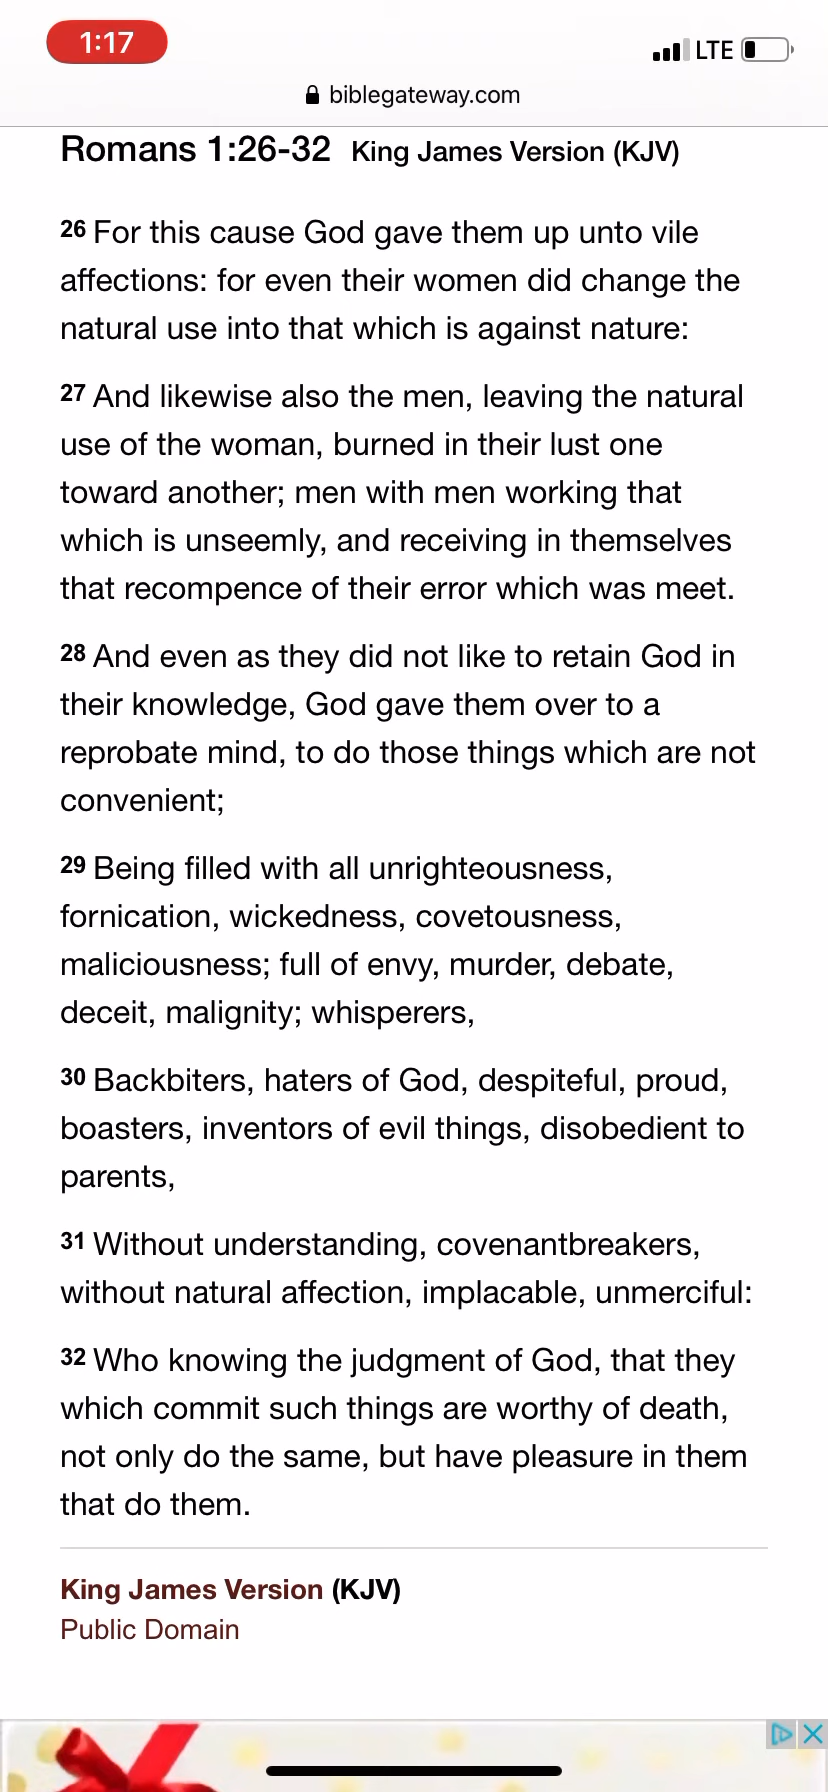 1:17
LTE
biblegateway.com
Romans 1:26-32 King James Version (KJV)
26 For this cause God gave them up unto vile
affections: for even their women did change the
natural use into that which is against nature:
27 And likewise also the men, leaving the natural
use of the woman, burned in their lust one
toward another; men with men working that
which is unseemly, and receiving in themselves
that recompence of their error which was meet.
28 And even as they did not like to retain God in
their knowledge, God gave them over to a
reprobate mind, to do those things which are not
convenient;
29 Being filled with all unrighteousness,
fornication, wickedness, covetousness,
maliciousness; full of envy, murder, debate,
deceit, malignity; whisperers,
30 Backbiters, haters of God, despiteful, proud,
boasters, inventors of evil things, disobedient to
parents,
31 Without understanding, covenantbreakers,
without natural affection, implacable, unmerciful:
32 Who knowing the judgment of God, that they
which commit such things are worthy of death,
not only do the same, but have pleasure in them
that do them.
King James Version (KJV)
Public Domain